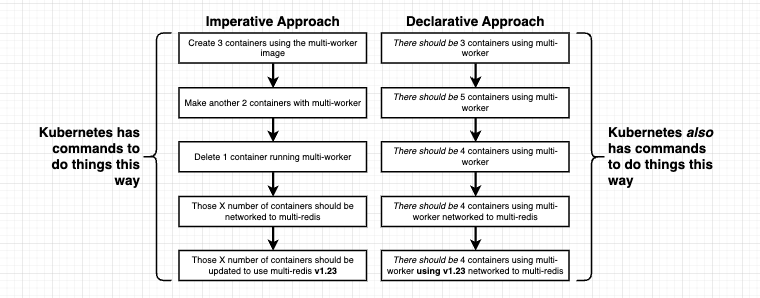 Imperative Approach
Declarative Approach
Create 3 containers using the multi-worker
image
There should be 3 containers using multi-
worker
Make another 2 containers with multi-worker
There should be 5 containers using multi-
worker
Delete 1 container running multi-worker
There should be 4 containers using multi-
worker
Those X number of containers should be
networked to multi-redis
There should be 4 containers using multi-
worker networked to multi-redis
Those X number of containers should be
updated to use multi-redis v1.23
There should be 4 containers using multi-
worker using v1.23 networked to multi-redis
Kubernetes has
commands to
do things this
way
Kubernetes also
has commands
to do things this
way